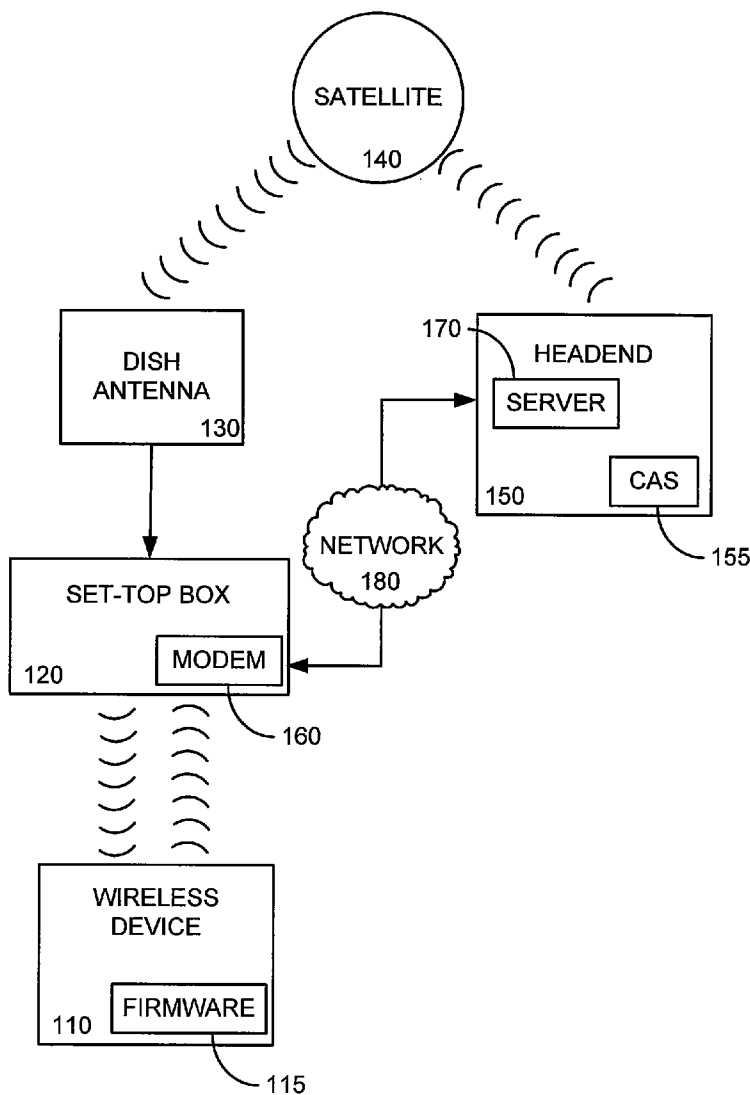 SATELLITE
140
DISH
ANTENNA
130
170
HEADEND
SERVER
CAS
150
155
NETWORK
180
SET-TOP BOX
MODEM
120
160
WIRELESS
DEVICE
FIRMWARE
110
115